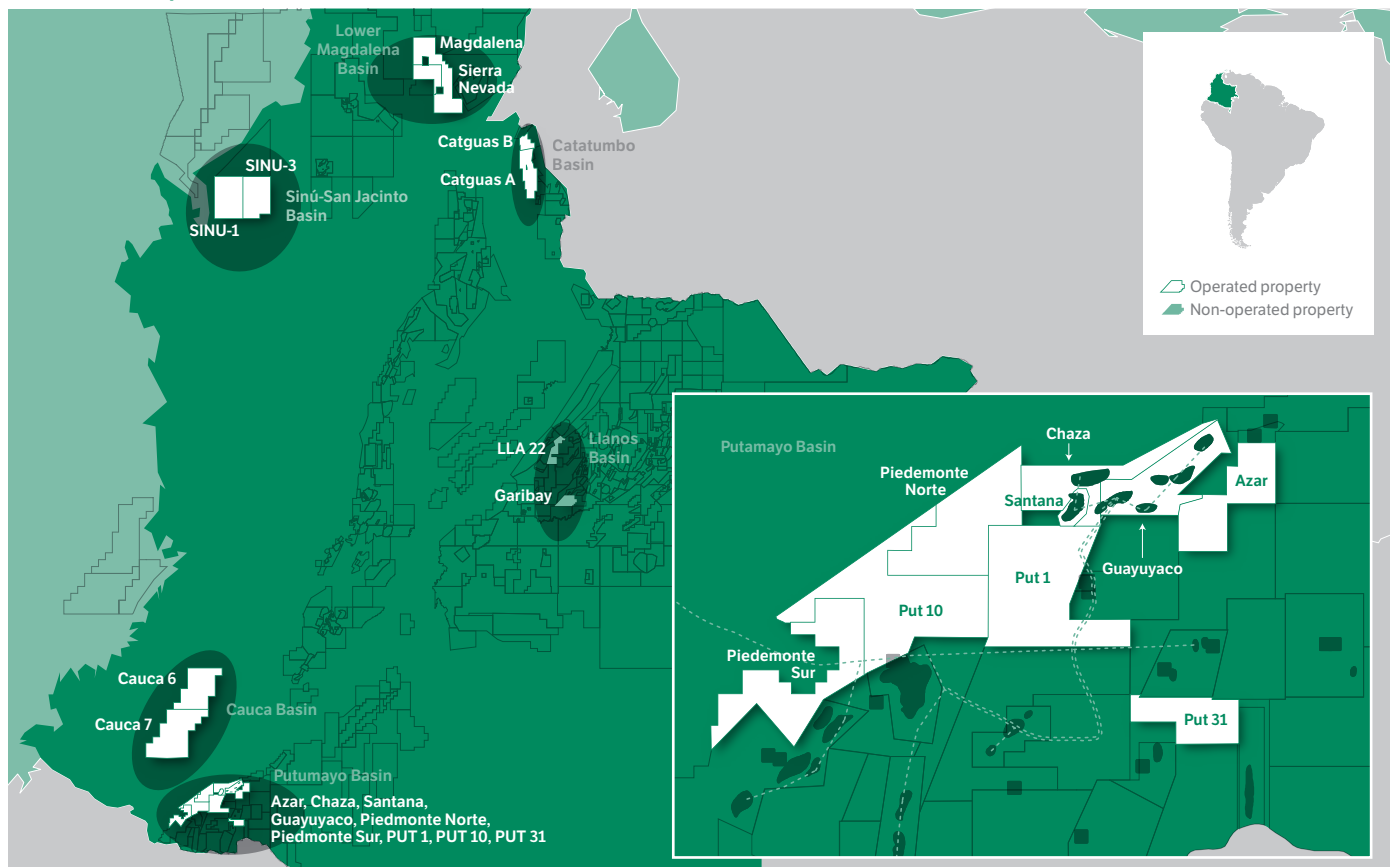 Lower
Magdalena
Basin
Magdalena
Sierra
Nevada
Catguas B
Catatumbo
Basin
Catguas A
SINU-3
Sinú-San Jacinto
Basin
SINU-1
Operated property
Non-operated property
LLA 22
Llanos
Basin
Garibay
Cauca 6
Cauca Basin
Cauca 7
Putumayo Basin
Azar, Chaza, Santana,
Guayuyaco, Piedmonte Norte,
Piedmonte Sur, PUT 1, PUT 10, PUT 31
Putamayo Basin
Chaza
Piedemonte
Norte
Santana
Azar
Guayuyaco
Put 1
Put 10
Piedemonte
Sur
Put 31